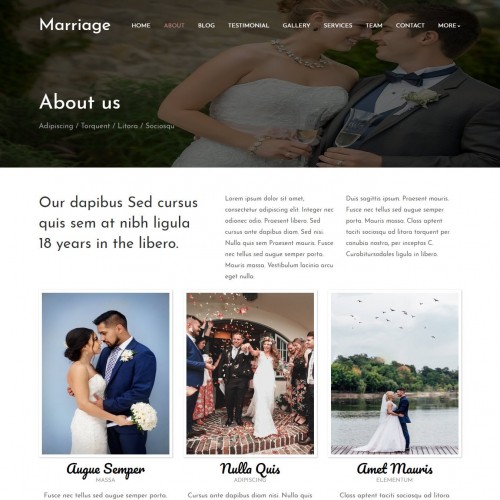 Marriage
HOME ABOUT BLOG TESTIMONIAL GALLERY SERVICES TEAM CONTACT MORE
About us
Adipiscing / Torquent / Litora / Sociosqu
Our dapibus Sed cursus
quis sem at nibh ligula
18 years in the libero.
Lorem ipsum dolor sit amet,
consectetur adipiscing elit. Integer nec
odionec odio. Praesent libero. Sed
cursus ante dapibus diam. Sed nisi.
Nulla quis sem Praesent mauris. Fusce
nec tellus sed augue semper porta.
Mauris massa. Vestibulum lacinia arcu
eget nulla.
Duis sagittis ipsum. Praesent mauris.
Fusce nec tellus sed augue semper
porta. Mauris massa. Class aptent
taciti sociosqu ad litora torquent per
conubia nostra, per inceptos C.
Curabitursodales ligula in libero.
Augue Semper
MASSA
Fusce nec tellus sed augue semper
Nulla Quis
ADIPISCING
Cursus ante dapibus diam nisi. Nulla quis
Amet Mauris
ELEMENTUM
Class aptent taciti sociosqu ad litora